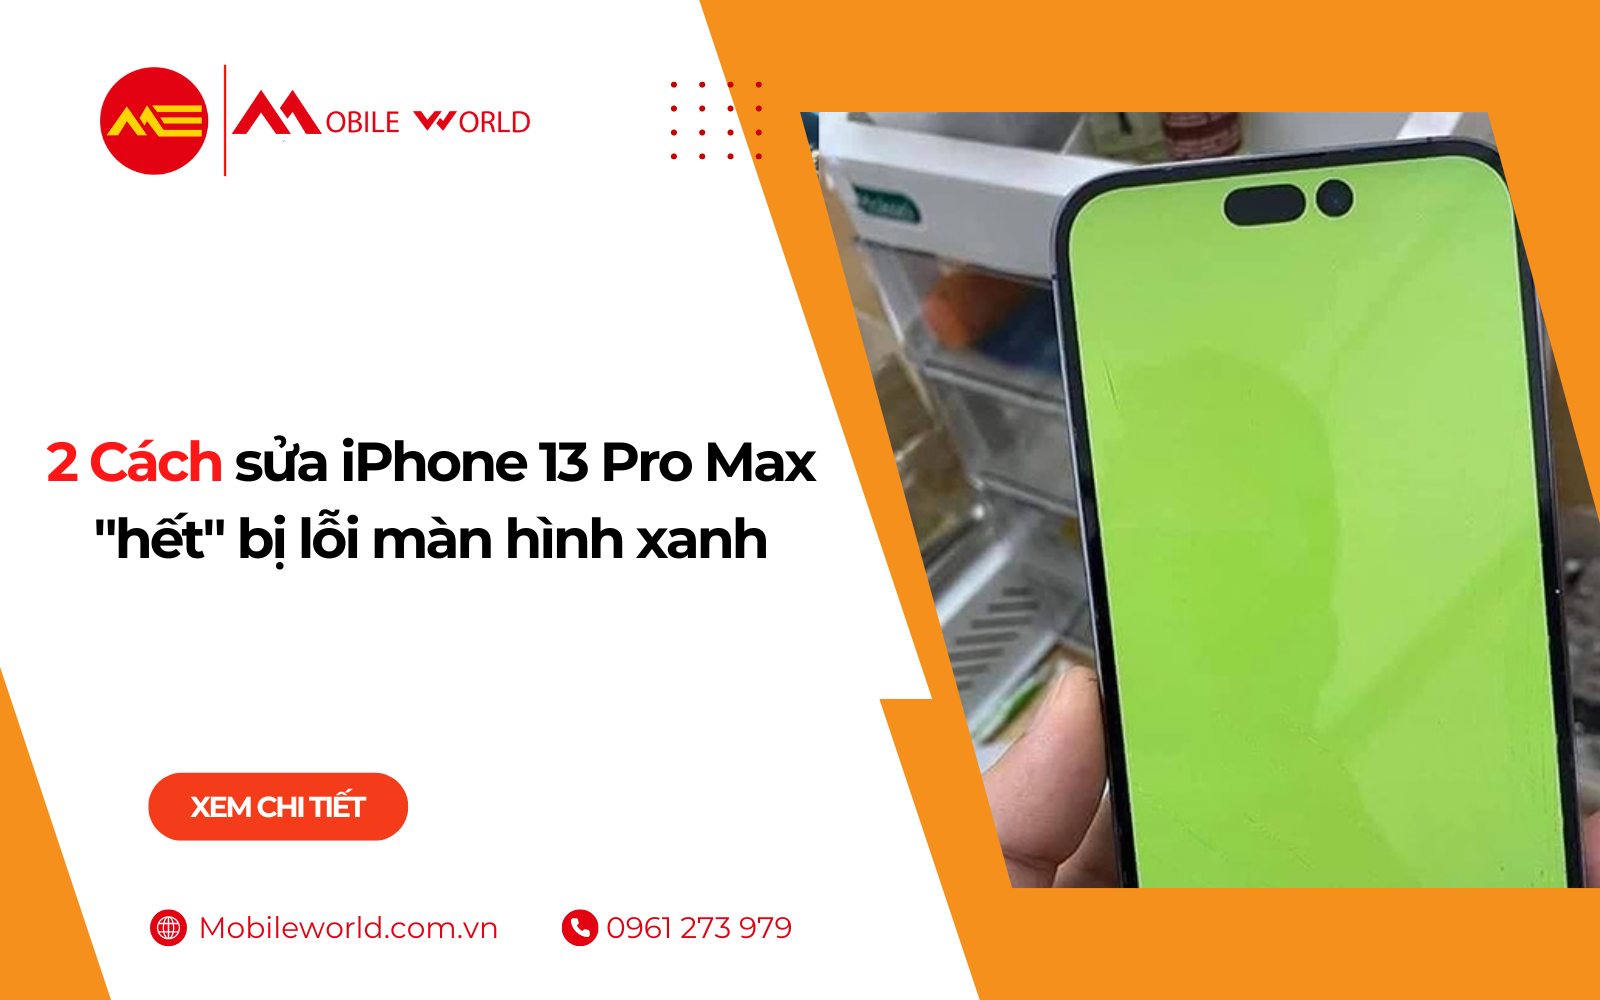 MOBILE WORLD
2 Cách sửa iPhone 13 Pro Max
"hết" bị lỗi màn hình xanh
XEM CHI TIẾT
Mobileworld.com.vn
0961 273 979